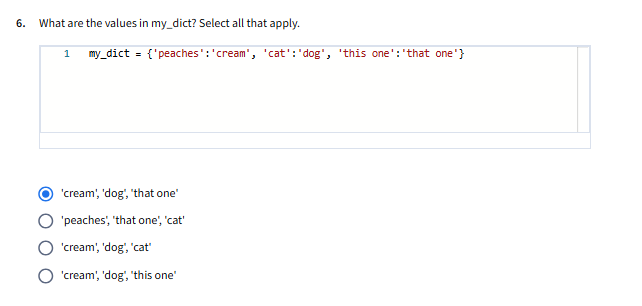 6. What are the values in my_dict? Select all that apply.
1 my_dict = {'peaches':'cream', 'cat':'dog', 'this one':'that one'}
'cream', 'dog', 'that one'
'peaches', 'that one', 'cat'
'cream', 'dog', 'cat'
'cream', 'dog', 'this one'